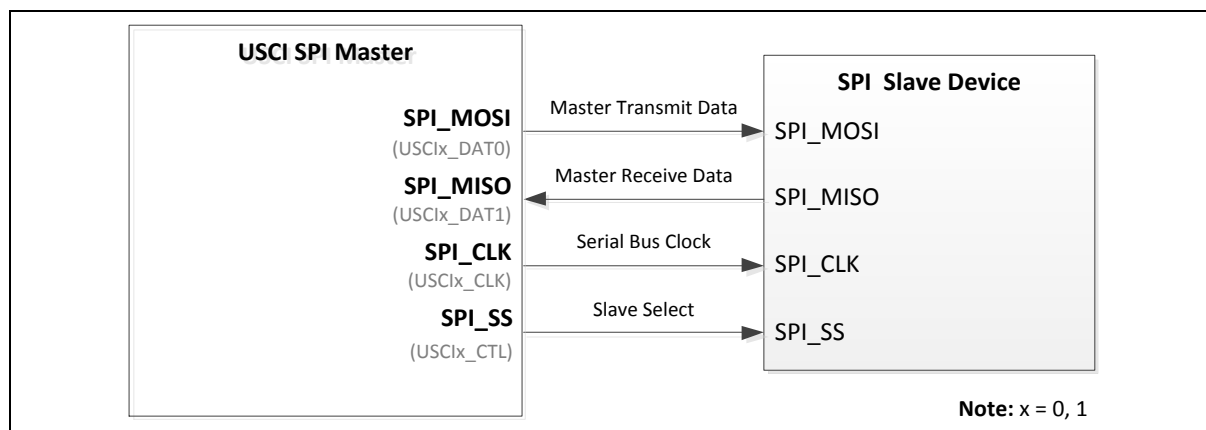 USCI SPI Master
SPI_MOSI
(USCIx_DAT0)
SPI_MISO
(USCIx_DAT1)
SPI_CLK
(USCIx_CLK)
SPI_SS
(USCIx_CTL)
Master Transmit Data
Master Receive Data
Serial Bus Clock
Slave Select
SPI Slave Device
SPI_MOSI
SPI_MISO
SPI_CLK
SPI_SS
Note: x = 0, 1